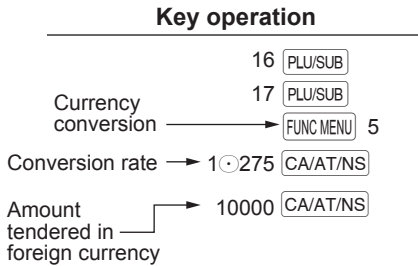 Key operation
16 PLU/SUB
17 PLU/SUB
Currency
conversion FUNC MENU 5
Conversion rate 1⊙275 CA/AT/NS
Amount
tendered in 10000 CA/AT/NS
foreign currency